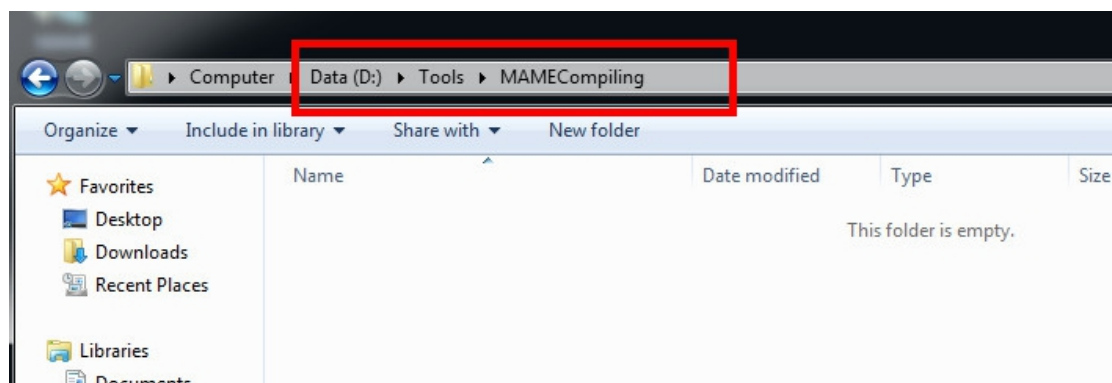 Computer Data (D:) Tools MAMECompiling
Organize Include in library Share with New folder
Favorites
Desktop
Downloads
Recent Places
Libraries
Documents
Name Date modified Type Size
This folder is empty.